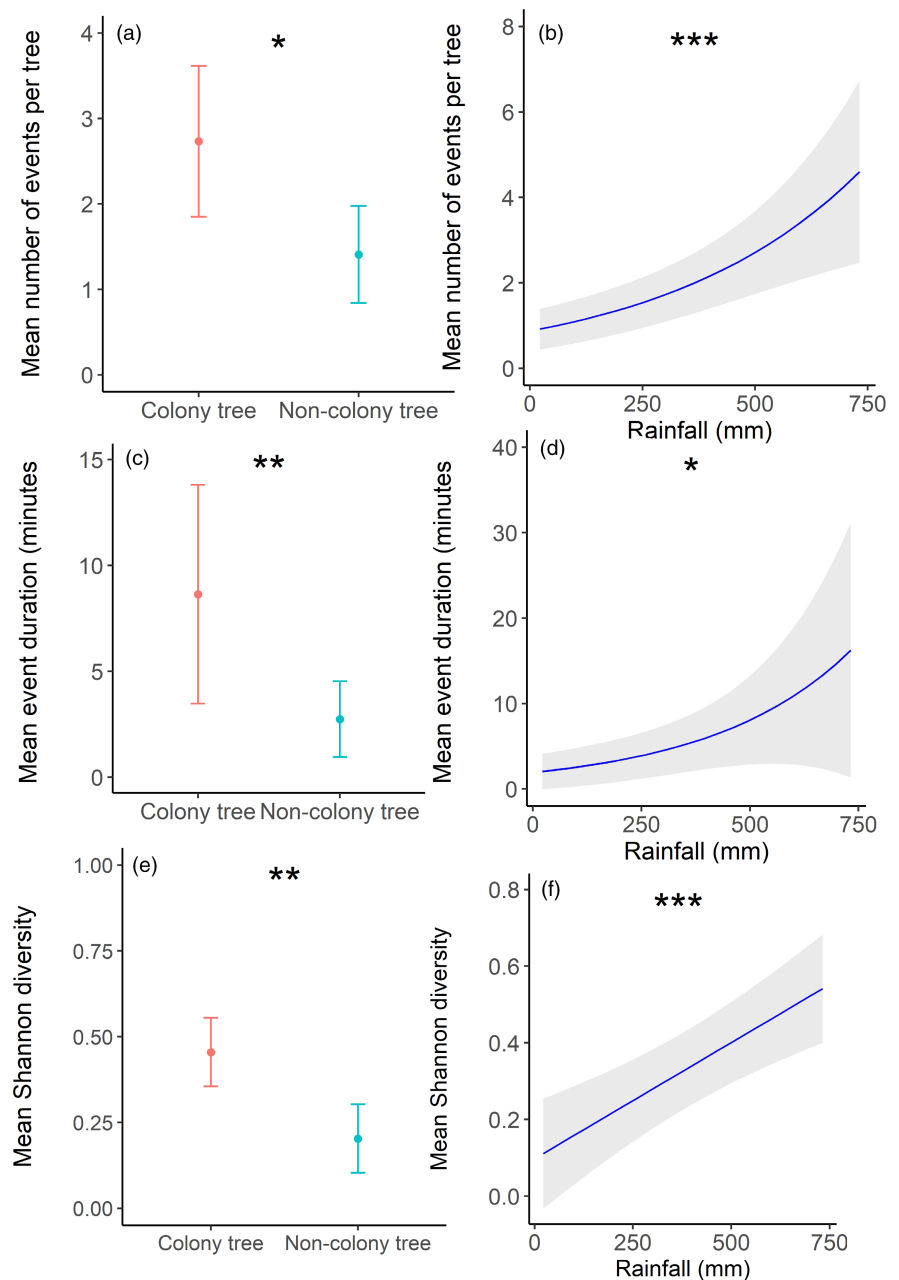 (a)
*
Mean number of events per tree
4
3
2
1
0
Colony tree Non-colony tree
(b)
***
Mean number of events per tree
8
6
4
2
0
0 250 500 750
Rainfall (mm)
(c)
**
Mean event duration (minutes
15
10
5
0
Colony tree Non-colony tree
(d)
*
Mean event duration (minutes
40
30
20
10
0
0 250 500 750
Rainfall (mm)
(e)
**
Mean Shannon diversity
1.00
0.75
0.50
0.25
0.00
Colony tree Non-colony tree
(f)
***
Mean Shannon diversity
0.8
0.6
0.4
0.2
0.0
0 250 500 750
Rainfall (mm)